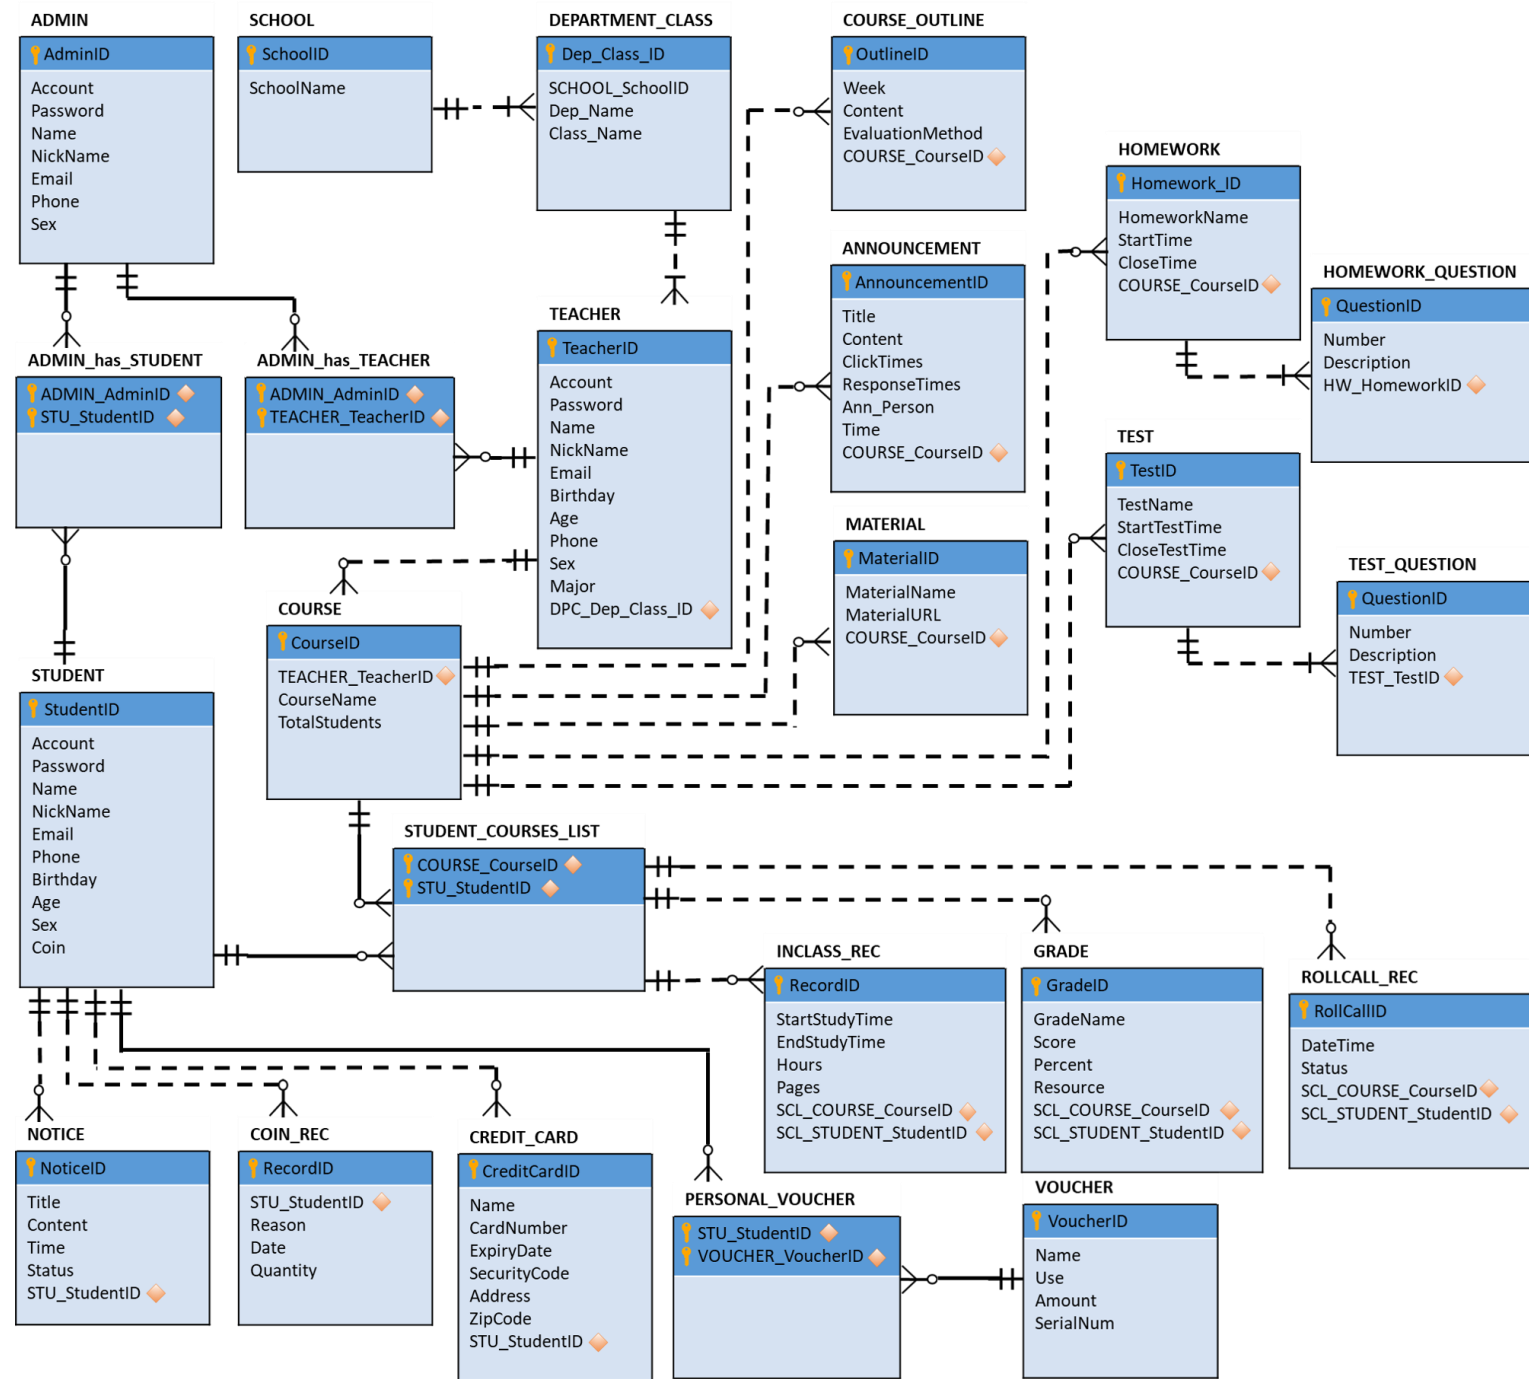 ADMIN
AdminID
Account
Password
Name
NickName
Email
Phone
Sex
SCHOOL
SchoolID
SchoolName
DEPARTMENT_CLASS
Dep_Class_ID
SCHOOL_SchoolID
Dep_Name
Class_Name
COURSE_OUTLINE
OutlineID
Week
Content
EvaluationMethod
COURSE_CourseID
HOMEWORK
Homework_ID
HomeworkName
StartTime
CloseTime
COURSE_CourseID
HOMEWORK_QUESTION
QuestionID
Number
Description
HW_HomeworkID
ANNOUNCEMENT
AnnouncementID
Title
Content
ClickTimes
ResponseTimes
Ann_Person
Time
COURSE_CourseID
TEACHER
TeacherID
Account
Password
Name
NickName
Email
Birthday
Age
Phone
Sex
Major
DPC_Dep_Class_ID
ADMIN_has_STUDENT
ADMIN_AdminID
STU_StudentID
ADMIN_has_TEACHER
ADMIN_AdminID
TEACHER_TeacherID
TEST
TestID
TestName
StartTestTime
CloseTestTime
COURSE_CourseID
MATERIAL
MaterialID
MaterialName
MaterialURL
COURSE_CourseID
TEST_QUESTION
QuestionID
Number
Description
TEST_TestID
COURSE
CourseID
TEACHER_TeacherID
CourseName
TotalStudents
STUDENT
StudentID
Account
Password
Name
NickName
Email
Phone
Birthday
Age
Sex
Coin
STUDENT_COURSES_LIST
COURSE_CourseID
STU_StudentID
INCLASS_REC
RecordID
StartStudyTime
EndStudyTime
Hours
Pages
SCL_COURSE_CourseID
SCL_STUDENT_StudentID
GRADE
GradeID
GradeName
Score
Percent
Resource
SCL_COURSE_CourseID
SCL_STUDENT_StudentID
ROLLCALL_REC
RollCallID
DateTime
Status
SCL_COURSE_CourseID
SCL_STUDENT_StudentID
NOTICE
NoticeID
Title
Content
Time
Status
STU_StudentID
COIN_REC
RecordID
STU_StudentID
Reason
Date
Quantity
CREDIT_CARD
CreditCardID
Name
CardNumber
ExpiryDate
SecurityCode
Address
ZipCode
STU_StudentID
PERSONAL_VOUCHER
STU_StudentID
VOUCHER_VoucherID
VOUCHER
VoucherID
Name
Use
Amount
SerialNum